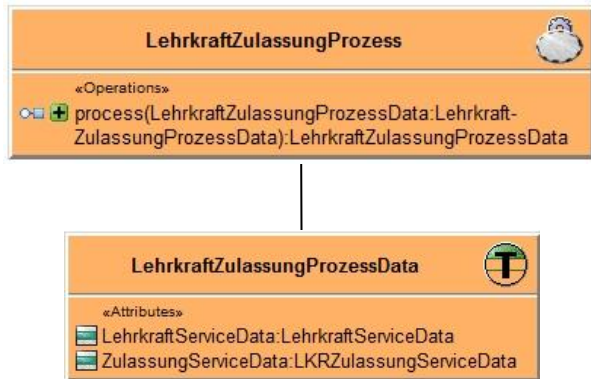 LehrkraftZulassungProzess
«Operations»
process(LehrkraftZulassungProzessData:Lehrkraft-
ZulassungProzessData):LehrkraftZulassungProzessData
LehrkraftZulassungProzessData
T
«Attributes»
LehrkraftServiceData:LehrkraftServiceData
ZulassungServiceData:LKRZulassungServiceData